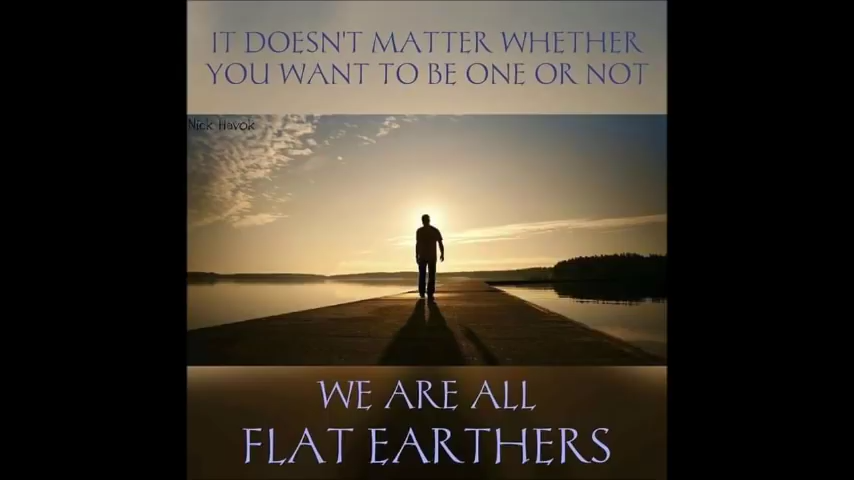 IT DOESN'T MATTER WHETHER
YOU WANT TO BE ONE OR NOT
Nick Havok
WE ARE ALL
FLAT EARTHERS